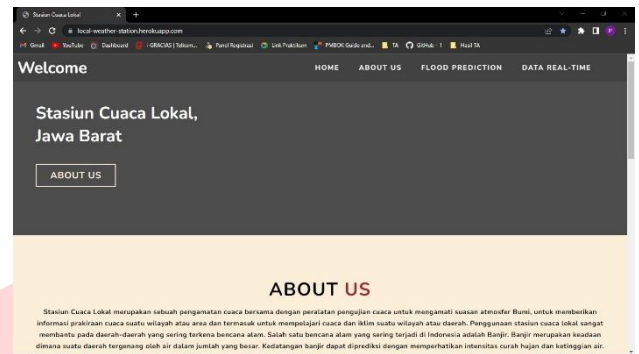 Stasiun Cuaca Lokal
local-weather-station.herokuapp.com
Gmail YouTube Dashboard I-GRACIAS | Telkom... Panel Registrasi Link Praktikum PMBOK Guide and... TA GitHub - 1 Hasil TA
Welcome
HOME ABOUT US FLOOD PREDICTION DATA REAL-TIME
Stasiun Cuaca Lokal,
Jawa Barat
ABOUT US
ABOUT US
Stasiun Cuaca Lokal merupakan sebuah pengamatan cuaca bersama dengan peralatan pengujian cuaca untuk mengamati suasan atmosfer Bumi, untuk memberikan
informasi prakiraan cuaca suatu wilayah atau area dan termasuk untuk mempelajari cuaca dan iklim suatu wilayah atau daerah. Penggunaan stasiun cuaca lokal sangat
membantu pada daerah-daerah yang sering terkena bencana alam. Salah satu bencana alam yang sering terjadi di Indonesia adalah Banjir. Banjir merupakan keadaan
dimana suatu daerah tergenang oleh air dalam jumlah yang besar. Kedatangan banjir dapat diprediksi dengan memperhatikan intensitas curah hujan dan ketinggian air.